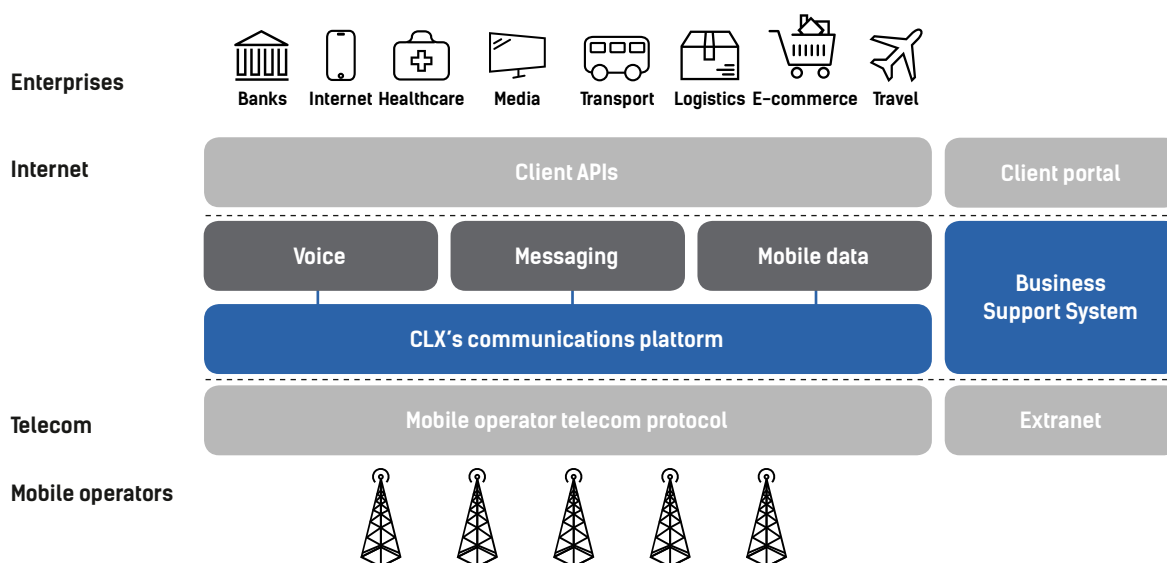 Enterprises
Banks Internet Healthcare Media Transport Logistics E-commerce Travel
Internet
Client APIs
Client portal
Voice
Messaging
Mobile data
Business
Support System
CLX's communications plattorm
Telecom
Mobile operator telecom protocol
Extranet
Mobile operators